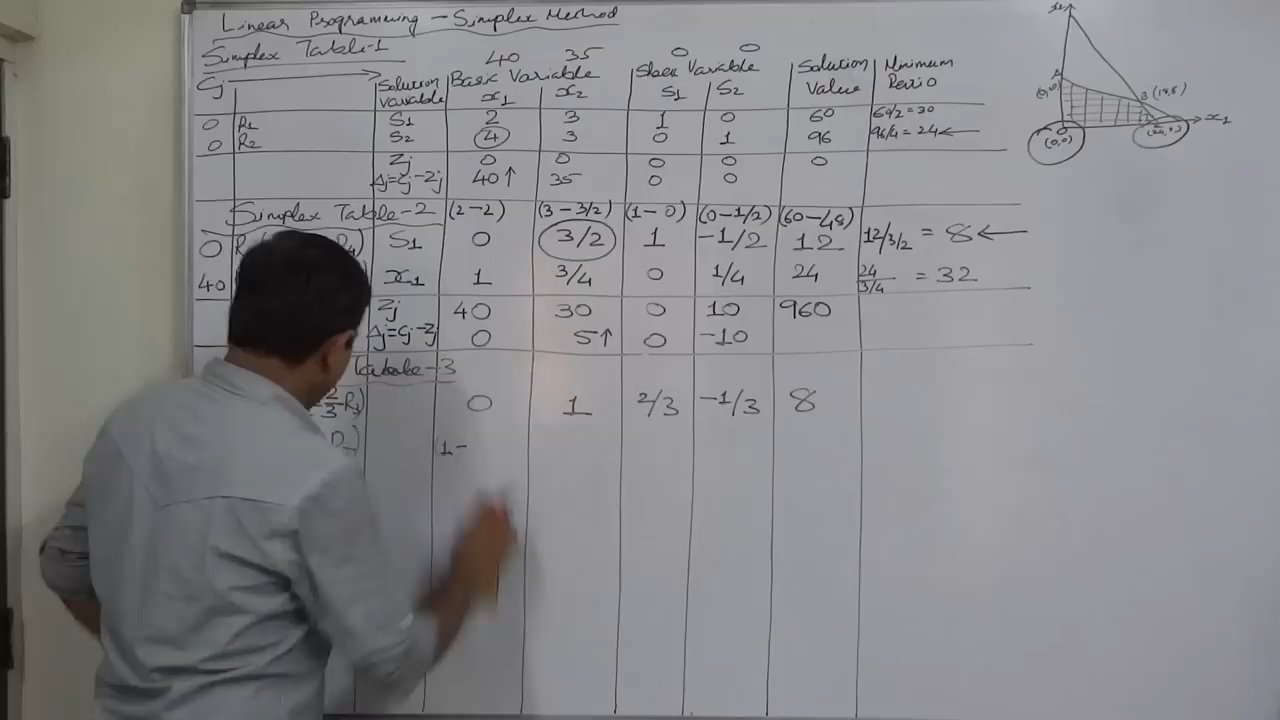 Linear Programming - Simplex Method
Simplex Table-1
40 35 0 0
Cj Solution Variable Basic Variable Slack Variable Solution Value Minimum Ratio
x1 x2 S1 S2
0 R1 S1 2 3 1 0 60 60/2 = 30
0 R2 S2 4 3 0 1 96 96/4 = 24 ←
Zj 0 0 0 0 0
Δj=Cj-Zj 40↑ 35 0 0
Simplex Table-2 (2-2) (3-3/2) (1-0) (0-1/2) (60-48)
0 S1 0 3/2 1 -1/2 12 12/3/2 = 8 ←
40 x1 1 3/4 0 1/4 24 24/3/4 = 32
Zj 40 30 0 10 960
Δj=Cj-Zj 0 5↑ 0 -10
Table-3
2/3 R3) 0 1 2/3 -1/3 8
(1-
A
B
(0,0)
x1